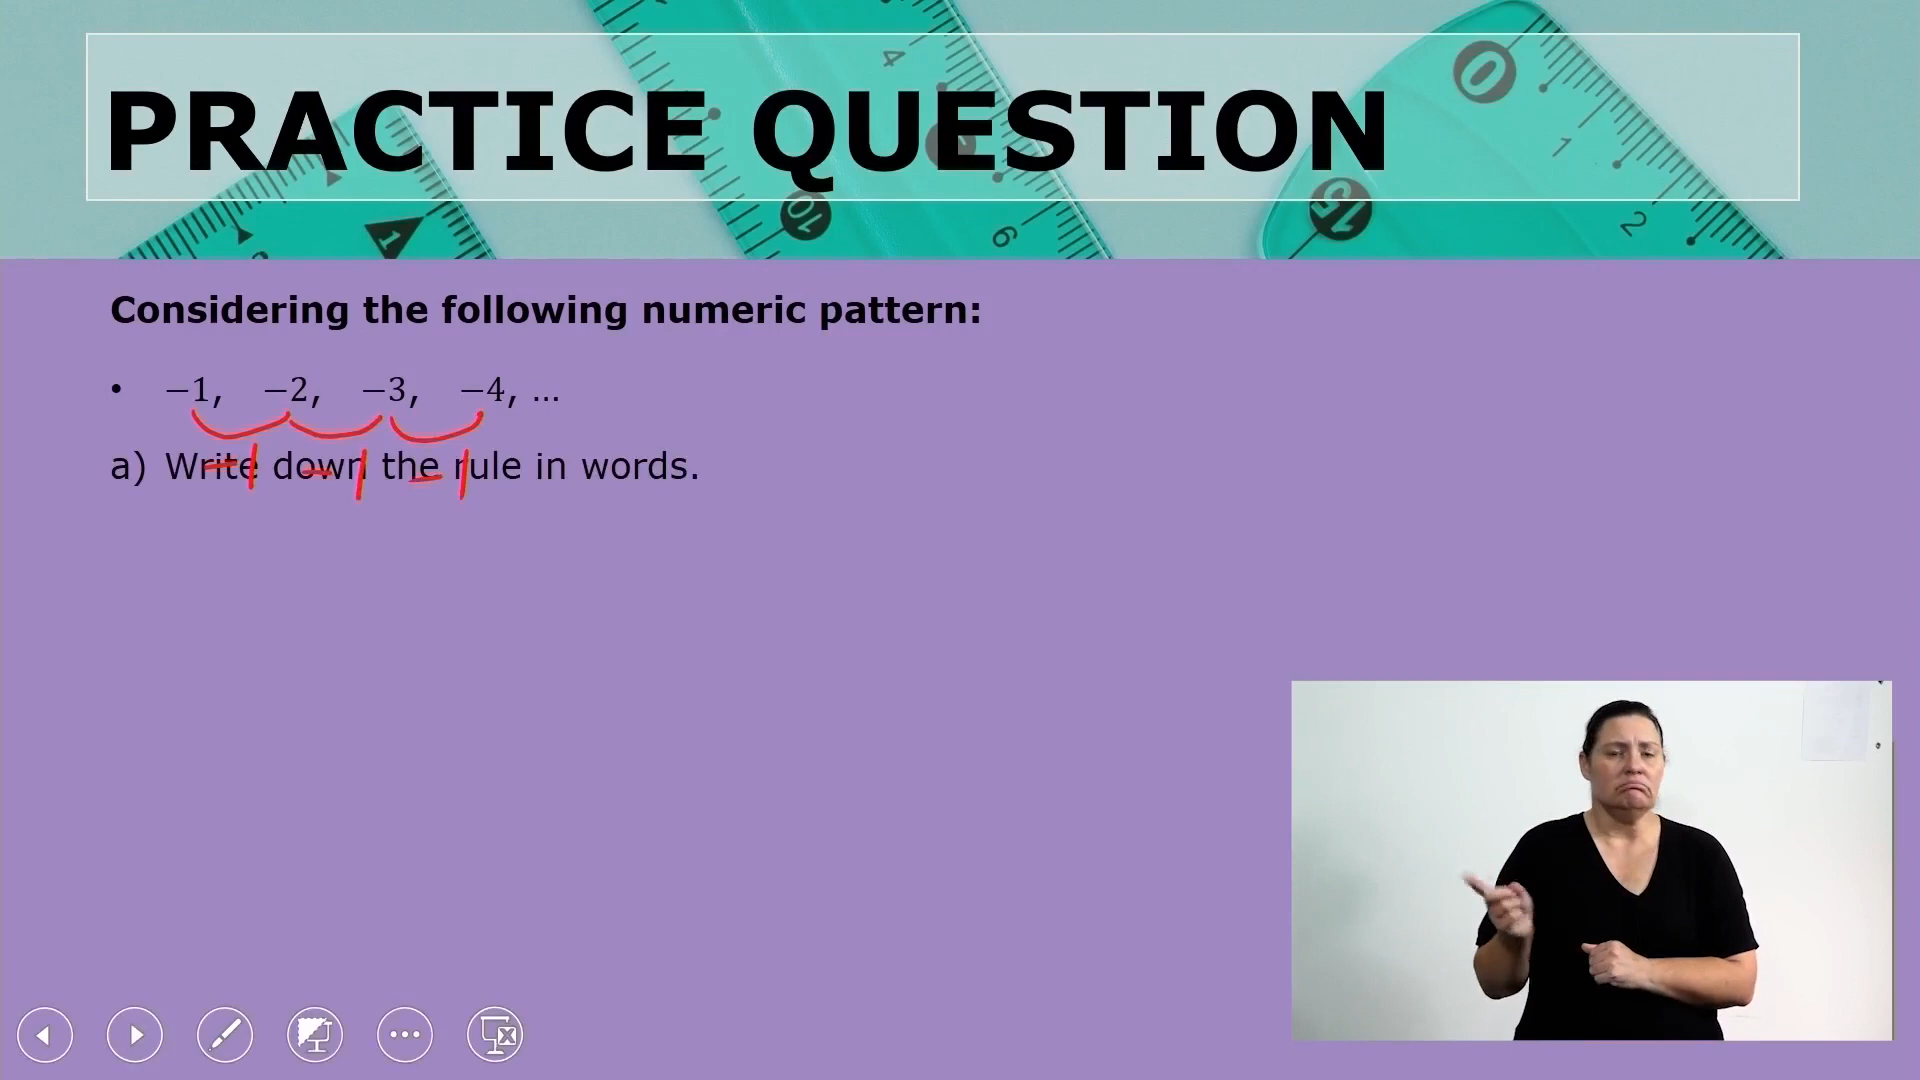 PRACTICE QUESTION
Considering the following numeric pattern:
• −1, −2, −3, −4, ...
−1 −1 −1
a) Write down the rule in words.